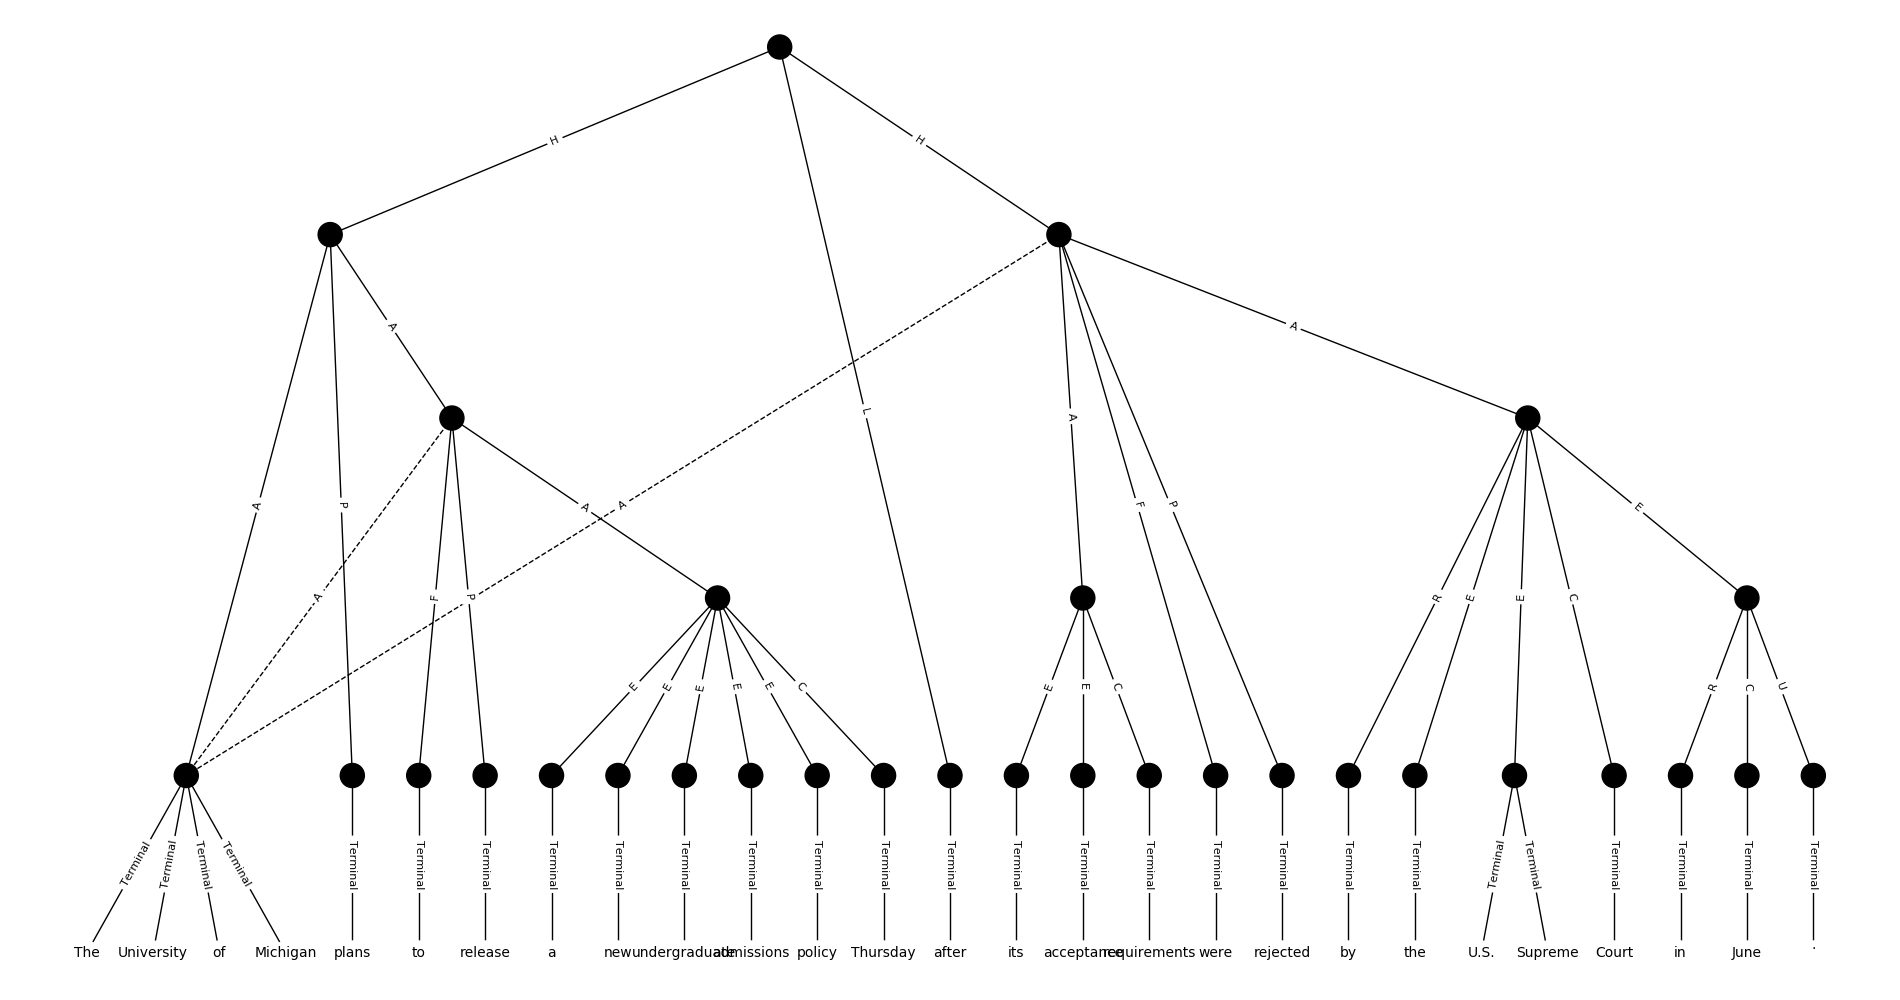 H H
A A
A L A
A P A A F P E
A F P R E E C
E E E E E C E E C R C U
Terminal Terminal Terminal Terminal Terminal Terminal Terminal Terminal Terminal Terminal Terminal Terminal Terminal Terminal Terminal Terminal Terminal Terminal Terminal Terminal Terminal Terminal Terminal Terminal Terminal Terminal Terminal
The University of Michigan plans to release a new undergraduate admissions policy Thursday after its acceptance requirements were rejected by the U.S. Supreme Court in June .